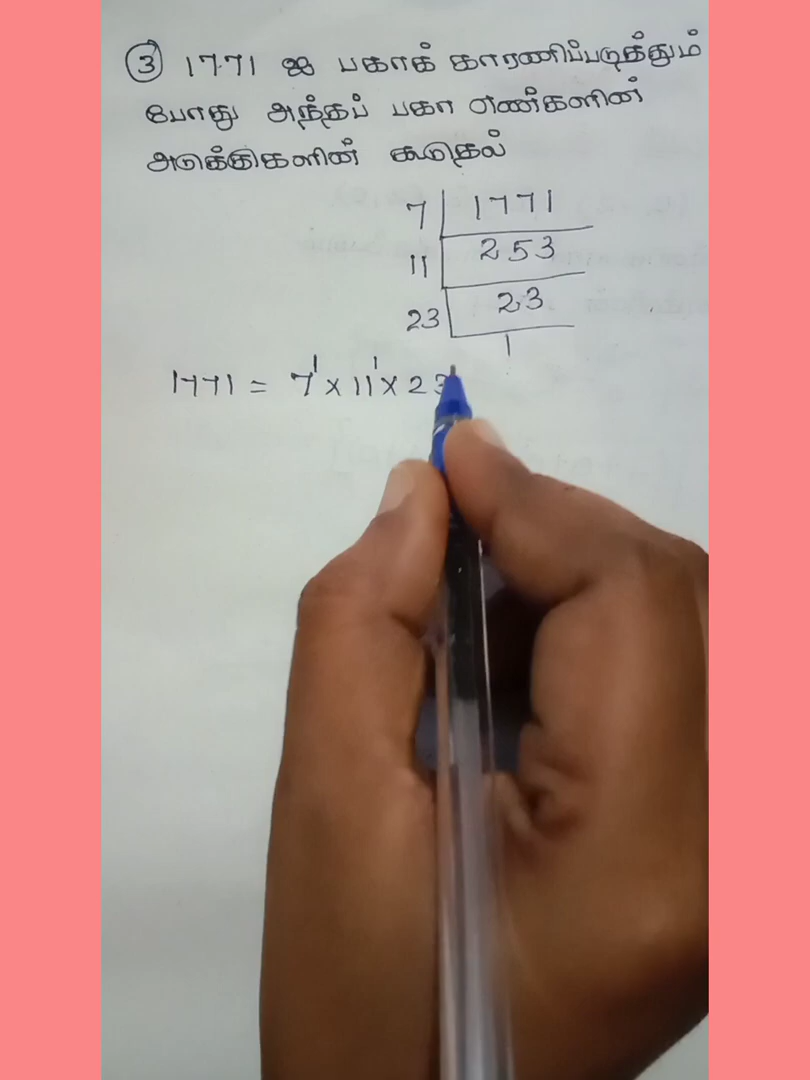 ③ 1771 ஐ பகாக் காரணிப்படுத்தும்
போது அந்தப் பகா எண்களின்
அடுக்குகளின் கூடுதல்
7 | 1771
11 | 253
23 | 23
1
1771 = 7¹ × 11¹ × 23